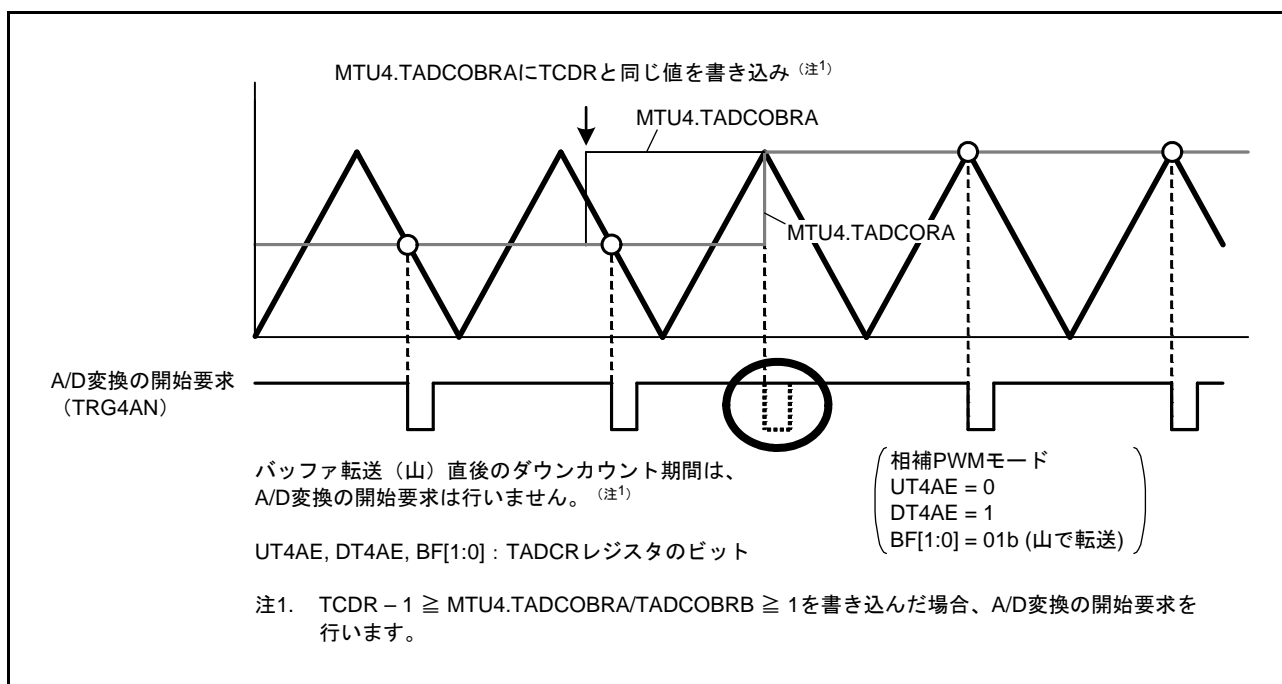 MTU4.TADCOBRAにTCDRと同じ値を書き込み（注1）
MTU4.TADCOBRA
MTU4.TADCORA
A/D変換の開始要求
（TRG4AN）
バッファ転送（山）直後のダウンカウント期間は、
A/D変換の開始要求は行いません。（注1）
相補PWMモード
UT4AE = 0
DT4AE = 1
BF[1:0] = 01b (山で転送)
UT4AE, DT4AE, BF[1:0]：TADCRレジスタのビット
注1. TCDR – 1 ≧ MTU4.TADCOBRA/TADCOBRB ≧ 1を書き込んだ場合、A/D変換の開始要求を
行います。